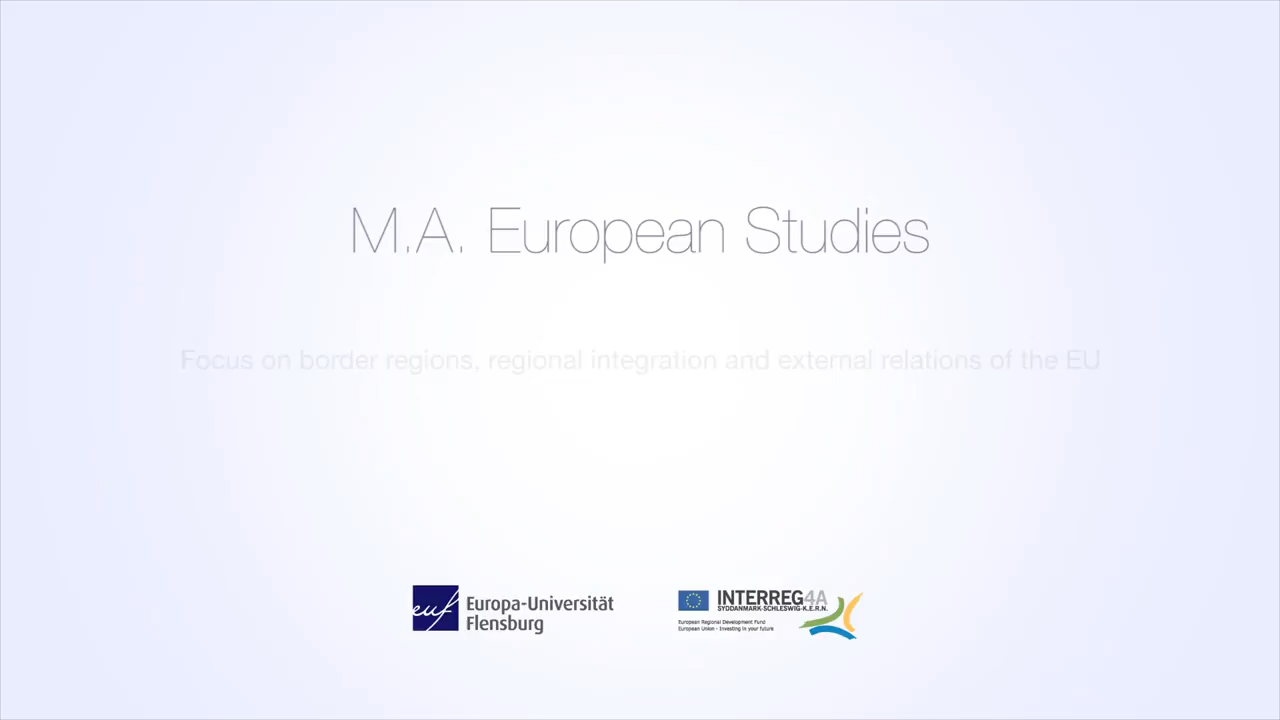 M.A. European Studies
Focus on border regions, regional integration and external relations of the EU
euf
Europa-Universität
Flensburg
INTERREG4A
SYDDANMARK-SCHLESWIG-K.E.R.N.
European Regional Development Fund
European Union - Investing in your future